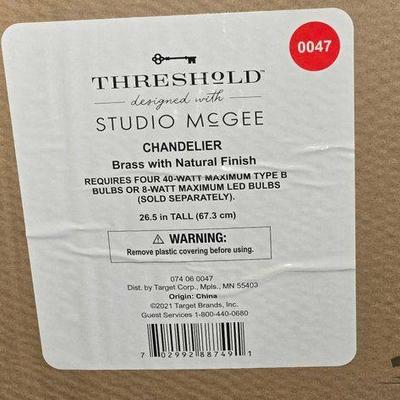 0047
THRESHOLD™
designed with
STUDIO McGEE
CHANDELIER
Brass with Natural Finish
REQUIRES FOUR 40-WATT MAXIMUM TYPE B
BULBS OR 8-WATT MAXIMUM LED BULBS
(SOLD SEPARATELY).
26.5 in TALL (67.3 cm)
⚠ WARNING:
Remove plastic covering before using.
074 06 0047
Dist. by Target Corp., Mpls., MN 55403
Origin: China
©2021 Target Brands, Inc.
Guest Services 1-800-440-0680
7 02992 88749 1